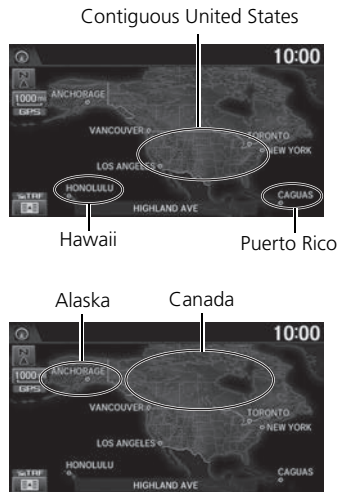 Contiguous United States
10:00
N
ANCHORAGE
1000 m
GPS
VANCOUVER
TORONTO
NEW YORK
LOS ANGELES
HONOLULU
CAGUAS
HIGHLAND AVE
Hawaii
Puerto Rico
Alaska
Canada
10:00
N
ANCHORAGE
1000
GPS
VANCOUVER
TORONTO
NEW YORK
LOS ANGELES
HONOLULU
CAGUAS
HIGHLAND AVE